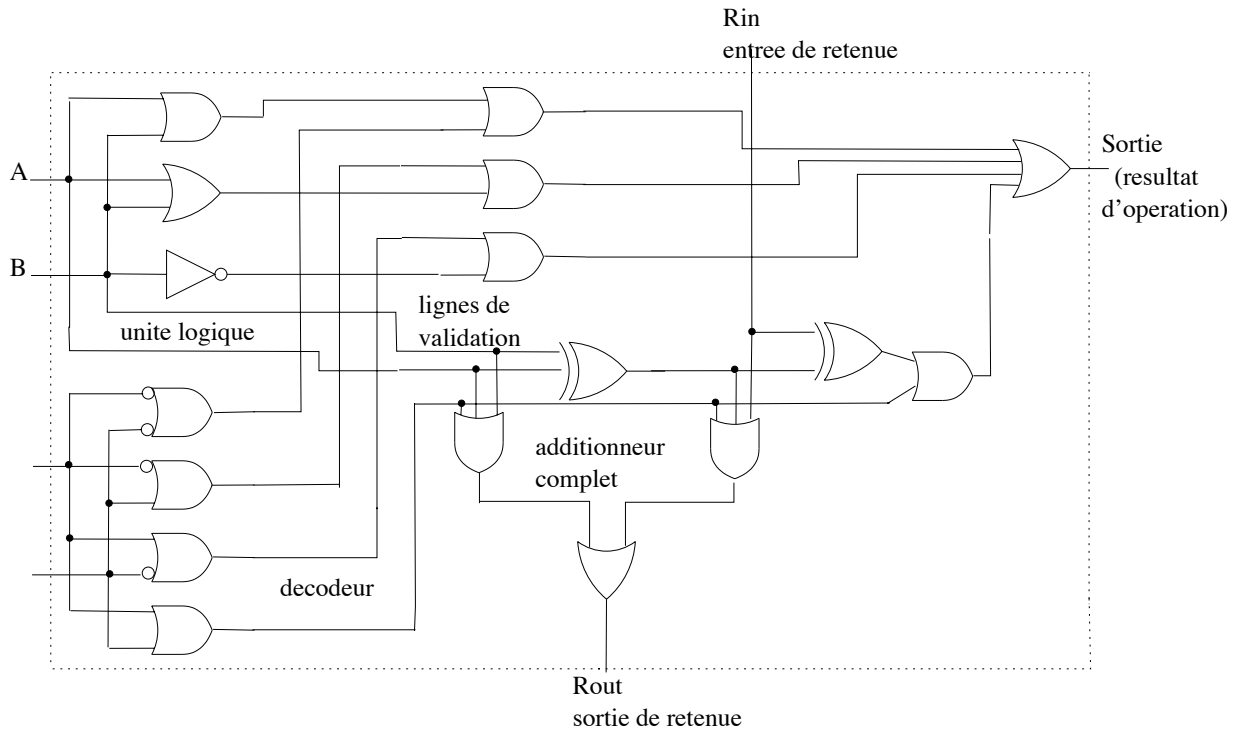 Rin
entree de retenue
Sortie
(resultat
d’operation)
A
B
lignes de
validation
unite logique
additionneur
complet
decodeur
Rout
sortie de retenue